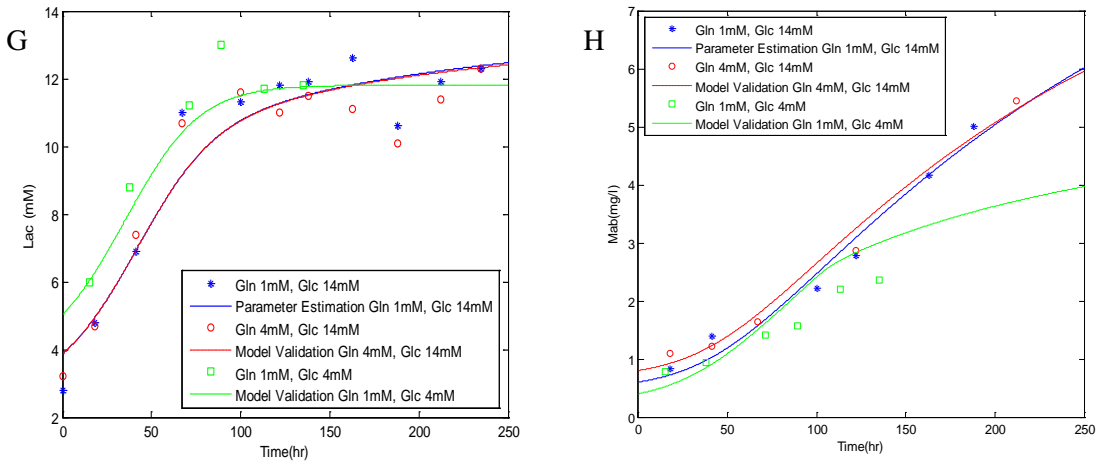 G
Lac (mM)
12
10
8
6
4
2
0
50
100
150
200
250
Time(hr)
Gln 1mM, Glc 14mM
Parameter Estimation Gln 1mM, Glc 14mM
Gln 4mM, Glc 14mM
Model Validation Gln 4mM, Glc 14mM
Gln 1mM, Glc 4mM
Model Validation Gln 1mM, Glc 4mM
H
Mab(mg/l)
7
6
5
4
3
2
1
0
0
50
100
150
200
250
Time(hr)
Gln 1mM, Glc 14mM
Parameter Estimation Gln 1mM, Glc 14mM
Gln 4mM, Glc 14mM
Model Validation Gln 4mM, Glc 14mM
Gln 1mM, Glc 4mM
Model Validation Gln 1mM, Glc 4mM